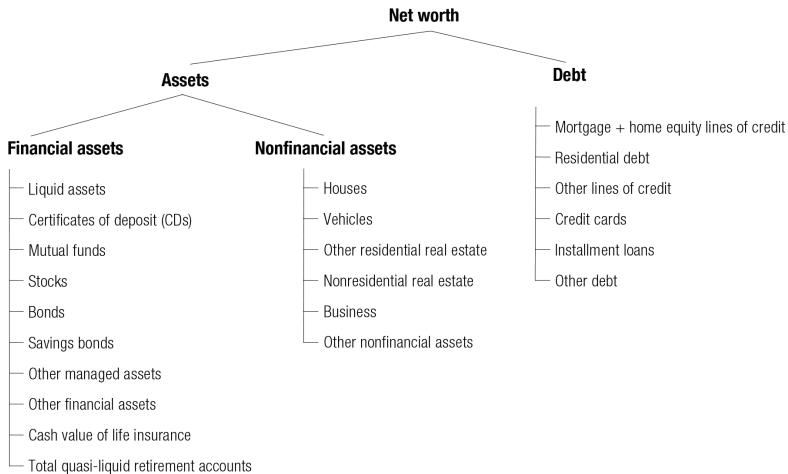 Net worth
Assets
Debt
Financial assets
Liquid assets
Certificates of deposit (CDs)
Mutual funds
Stocks
Bonds
Savings bonds
Other managed assets
Other financial assets
Cash value of life insurance
Total quasi-liquid retirement accounts
Nonfinancial assets
Houses
Vehicles
Other residential real estate
Nonresidential real estate
Business
Other nonfinancial assets
Mortgage + home equity lines of credit
Residential debt
Other lines of credit
Credit cards
Installment loans
Other debt